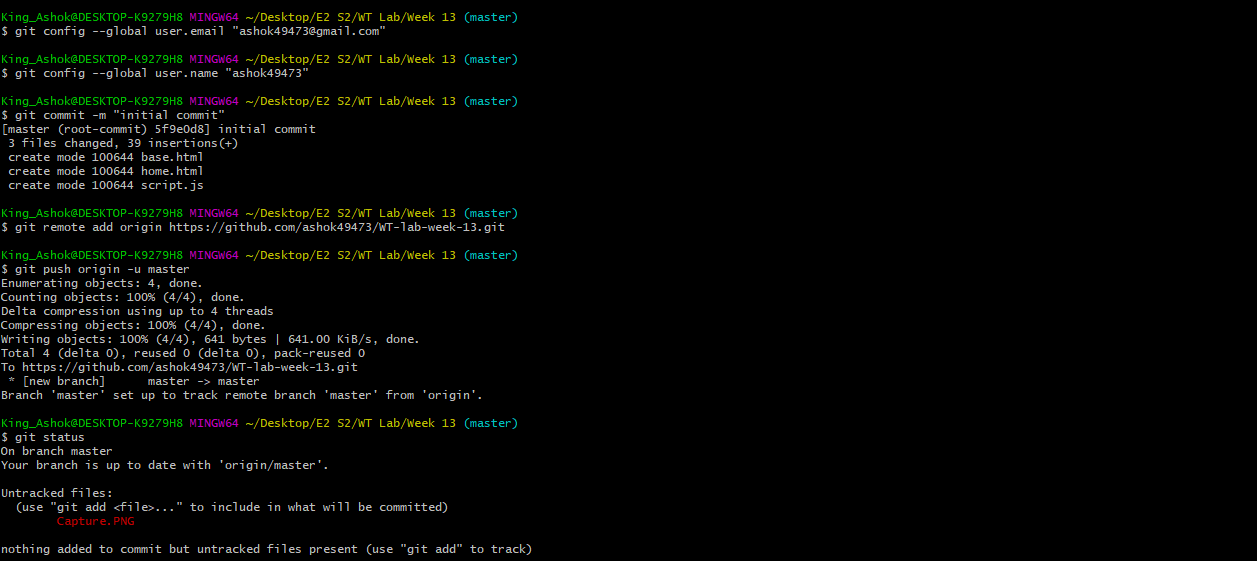 King_Ashok@DESKTOP-K9279H8 MINGW64 ~/Desktop/E2 S2/WT Lab/Week 13 (master)
$ git config --global user.email "ashok49473@gmail.com"
King_Ashok@DESKTOP-K9279H8 MINGW64 ~/Desktop/E2 S2/WT Lab/Week 13 (master)
$ git config --global user.name "ashok49473"
King_Ashok@DESKTOP-K9279H8 MINGW64 ~/Desktop/E2 S2/WT Lab/Week 13 (master)
$ git commit -m "initial commit"
[master (root-commit) 5f9e0d8] initial commit
 3 files changed, 39 insertions(+)
 create mode 100644 base.html
 create mode 100644 home.html
 create mode 100644 script.js
King_Ashok@DESKTOP-K9279H8 MINGW64 ~/Desktop/E2 S2/WT Lab/Week 13 (master)
$ git remote add origin https://github.com/ashok49473/WT-lab-week-13.git
King_Ashok@DESKTOP-K9279H8 MINGW64 ~/Desktop/E2 S2/WT Lab/Week 13 (master)
$ git push origin -u master
Enumerating objects: 4, done.
Counting objects: 100% (4/4), done.
Delta compression using up to 4 threads
Compressing objects: 100% (4/4), done.
Writing objects: 100% (4/4), 641 bytes | 641.00 KiB/s, done.
Total 4 (delta 0), reused 0 (delta 0), pack-reused 0
To https://github.com/ashok49473/WT-lab-week-13.git
 * [new branch]      master -> master
Branch 'master' set up to track remote branch 'master' from 'origin'.
King_Ashok@DESKTOP-K9279H8 MINGW64 ~/Desktop/E2 S2/WT Lab/Week 13 (master)
$ git status
On branch master
Your branch is up to date with 'origin/master'.
Untracked files:
  (use "git add <file>..." to include in what will be committed)
        Capture.PNG
nothing added to commit but untracked files present (use "git add" to track)